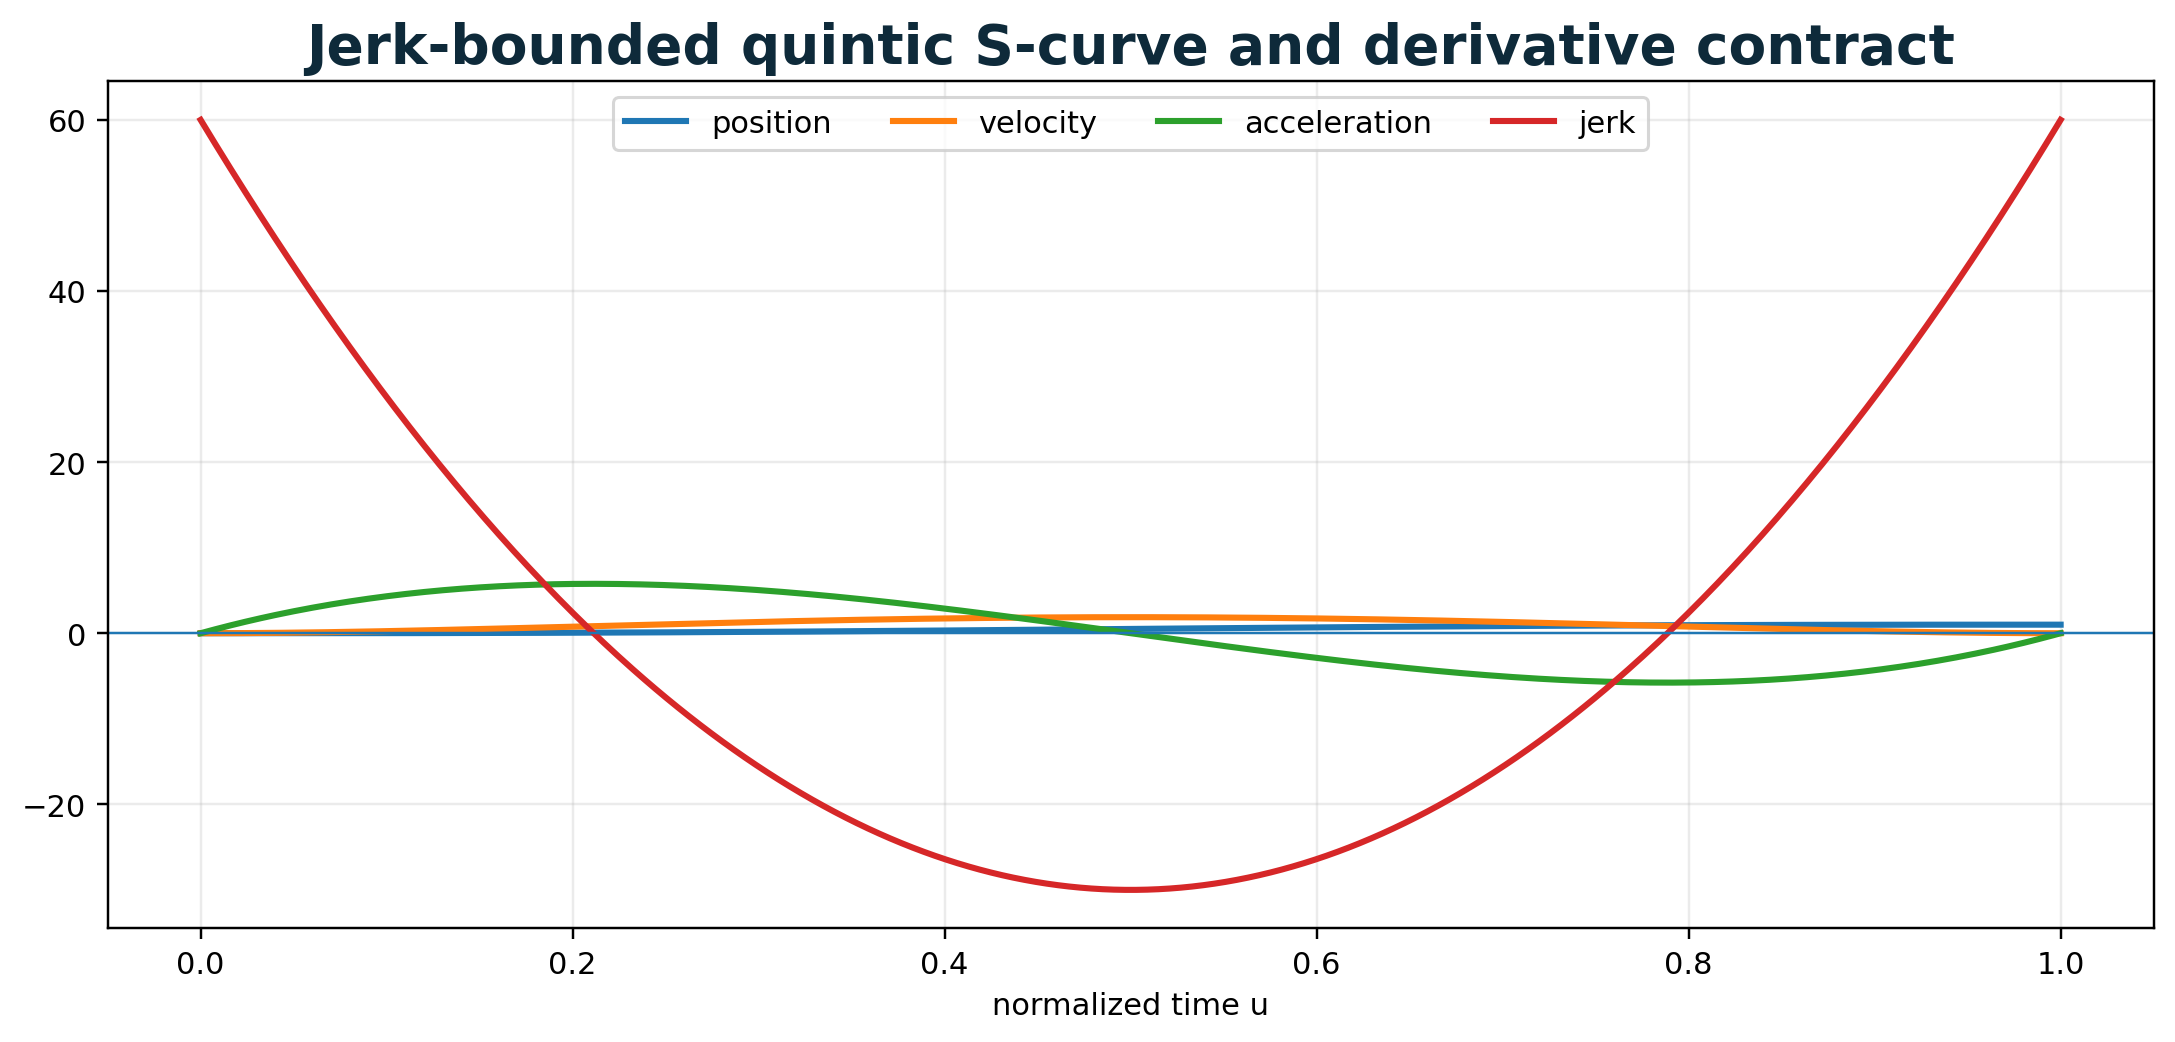 Jerk-bounded quintic S-curve and derivative contract
position velocity acceleration jerk
60
40
20
0
−20
0.0 0.2 0.4 0.6 0.8 1.0
normalized time u